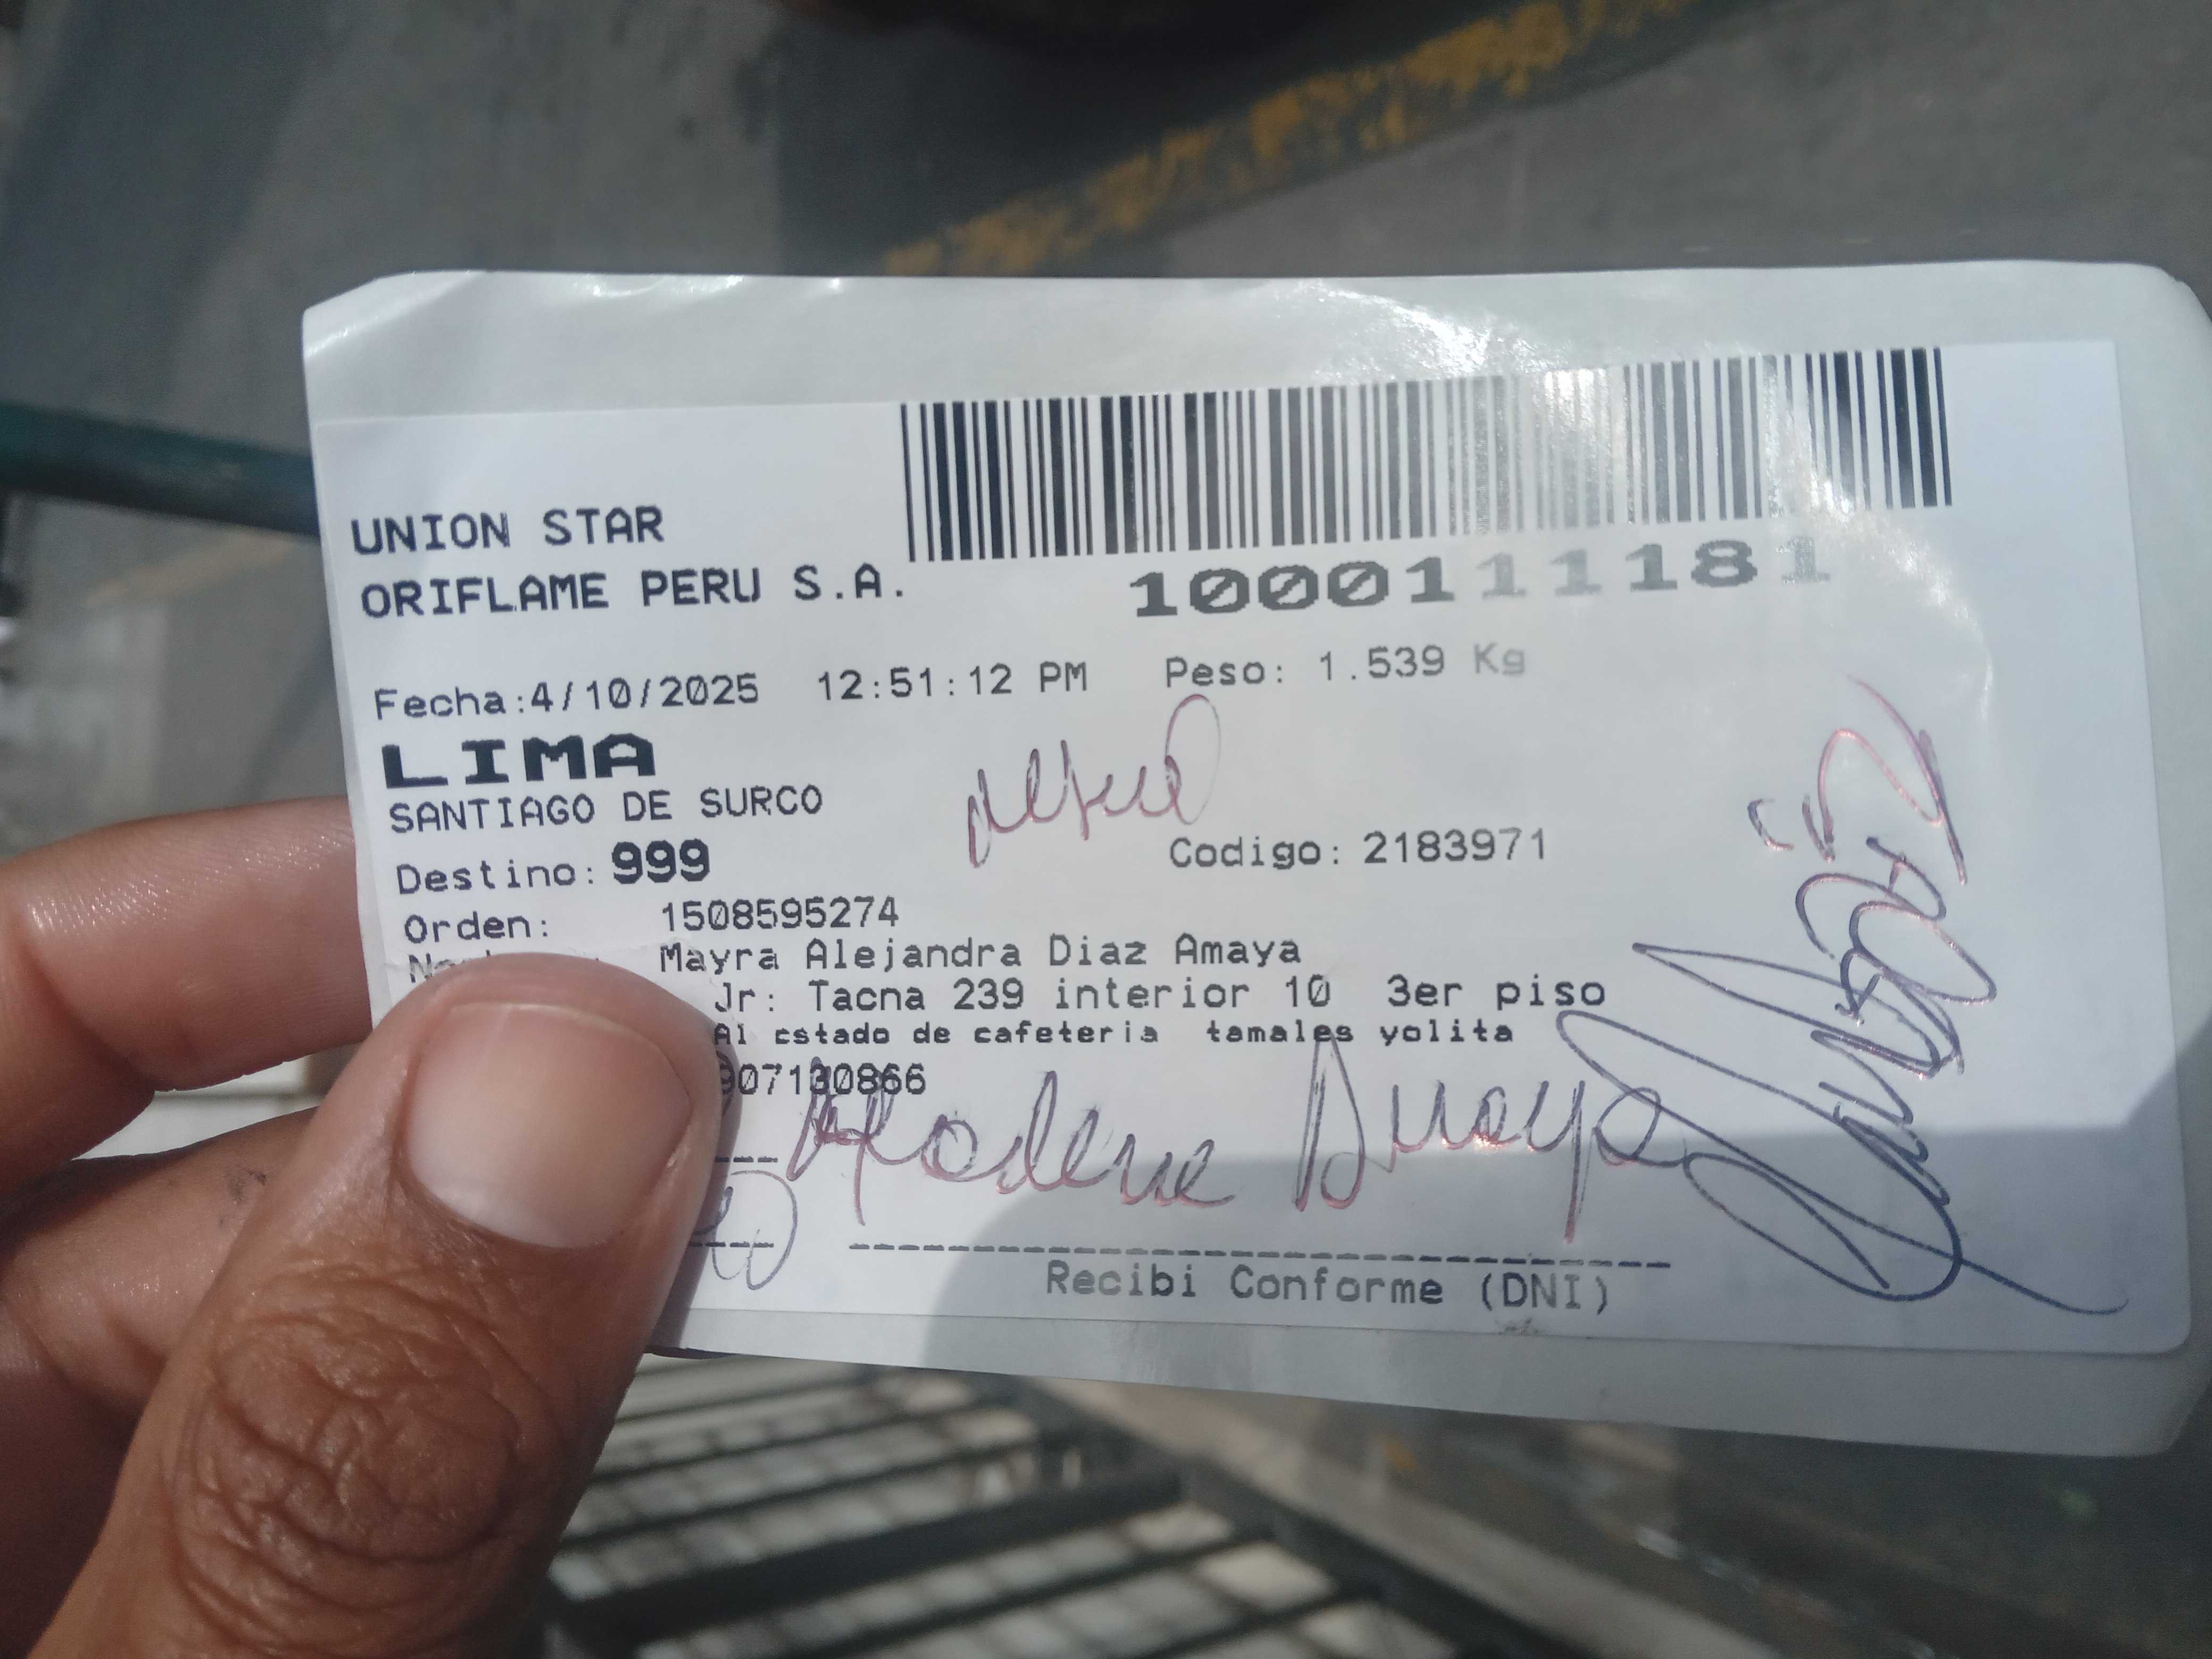 UNION STAR
ORIFLAME PERU S.A.
1000111181
Fecha:4/10/2025 12:51:12 PM Peso: 1.539 Kg
LIMA
SANTIAGO DE SURCO
Destino: 999 Codigo: 2183971
Orden: 1508595274
Mayra Alejandra Diaz Amaya
Jr: Tacna 239 interior 10 3er piso
Al estado de cafeteria tamales yolita
907130866
Recibi Conforme (DNI)